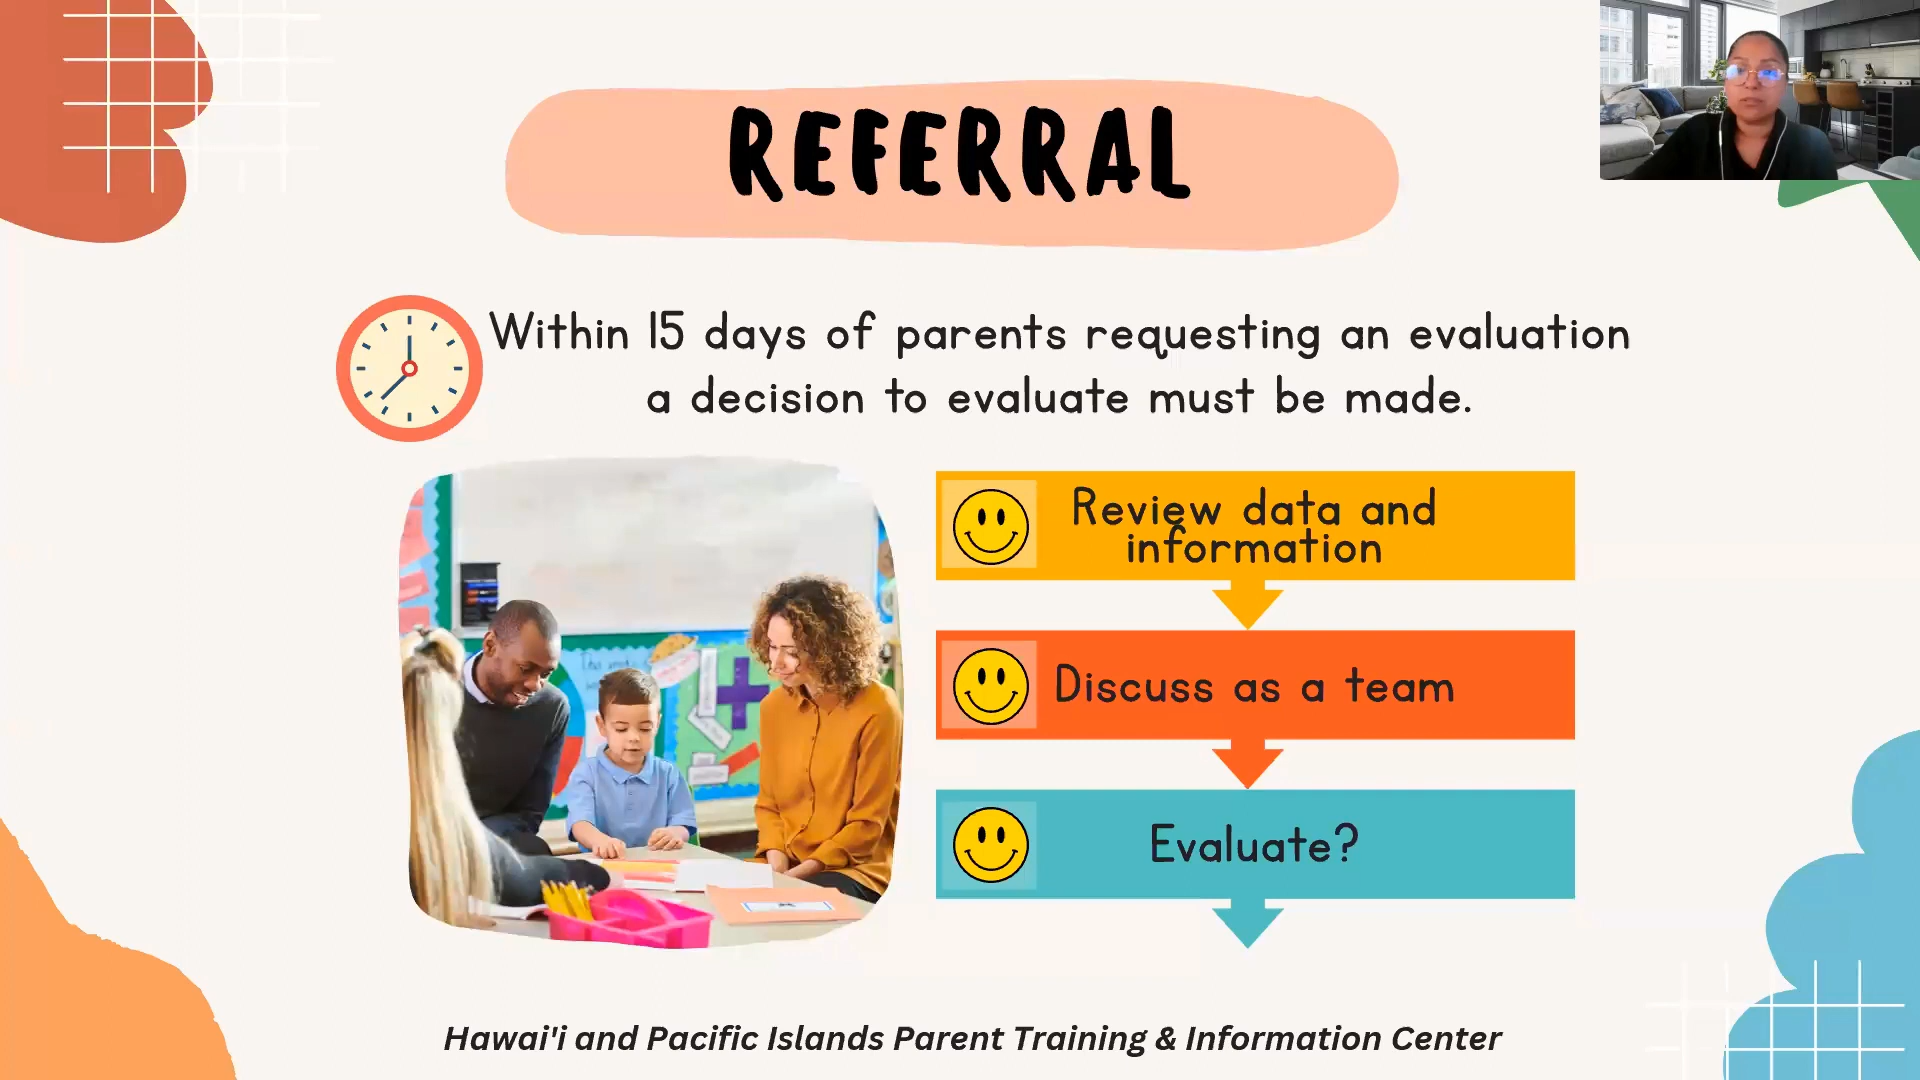 REFERRAL
Within 15 days of parents requesting an evaluation
a decision to evaluate must be made.
Review data and
information
Discuss as a team
Evaluate?
Hawai'i and Pacific Islands Parent Training & Information Center